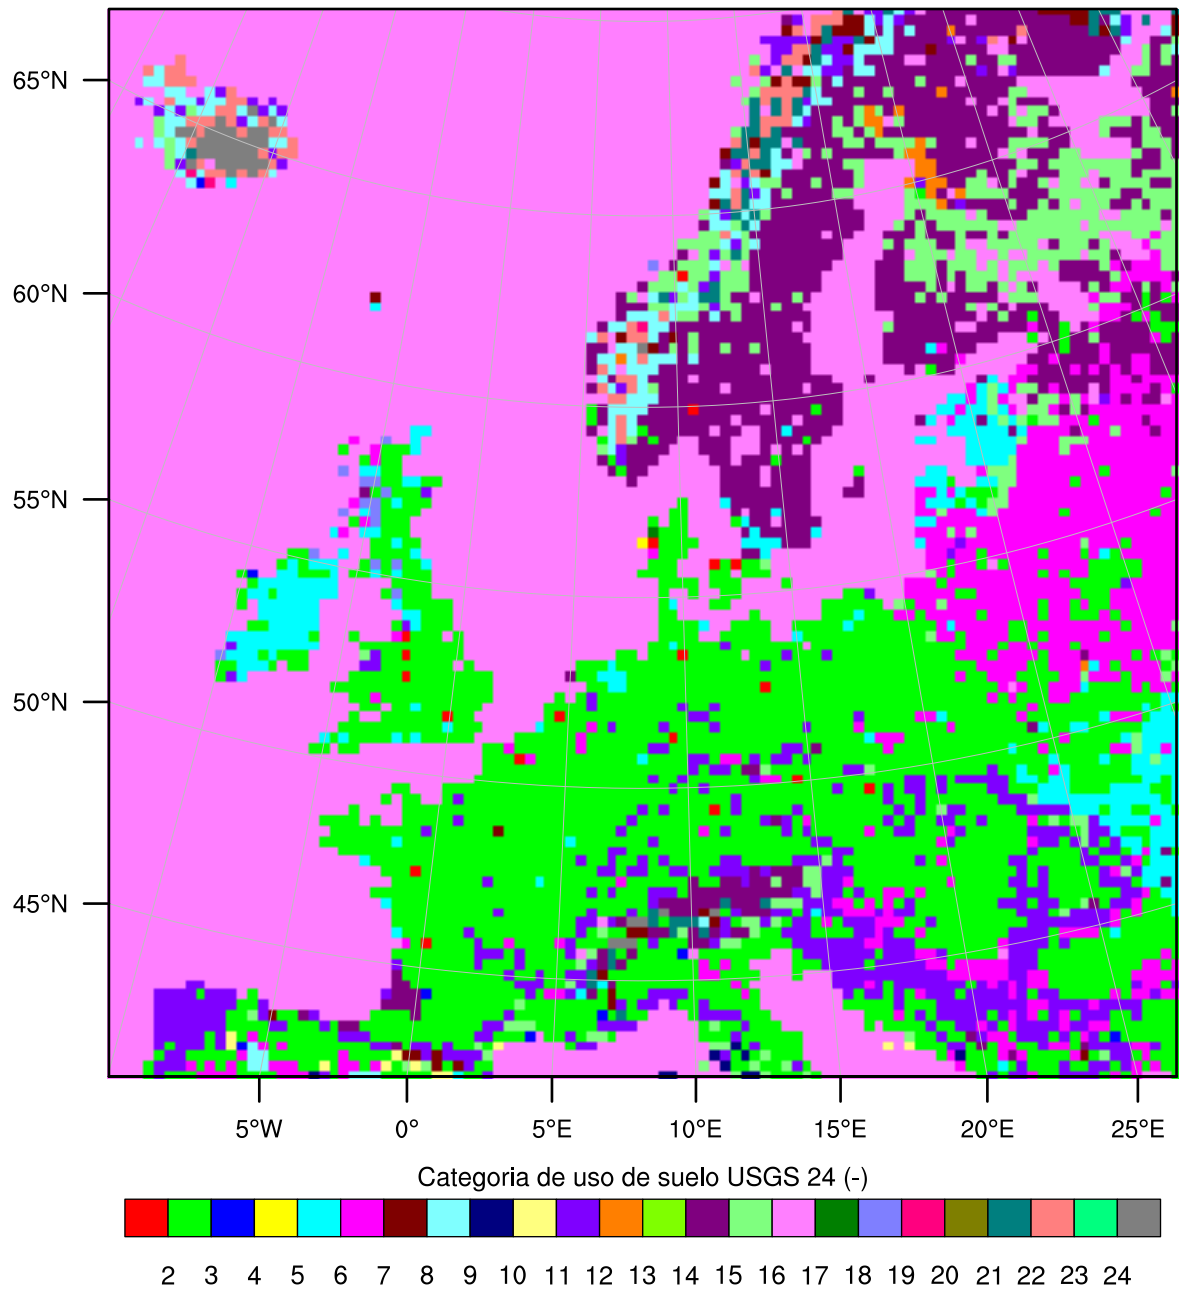 65°N
60°N
55°N
50°N
45°N
5°W 0° 5°E 10°E 15°E 20°E 25°E
Categoria de uso de suelo USGS 24 (-)
2 3 4 5 6 7 8 9 10 11 12 13 14 15 16 17 18 19 20 21 22 23 24